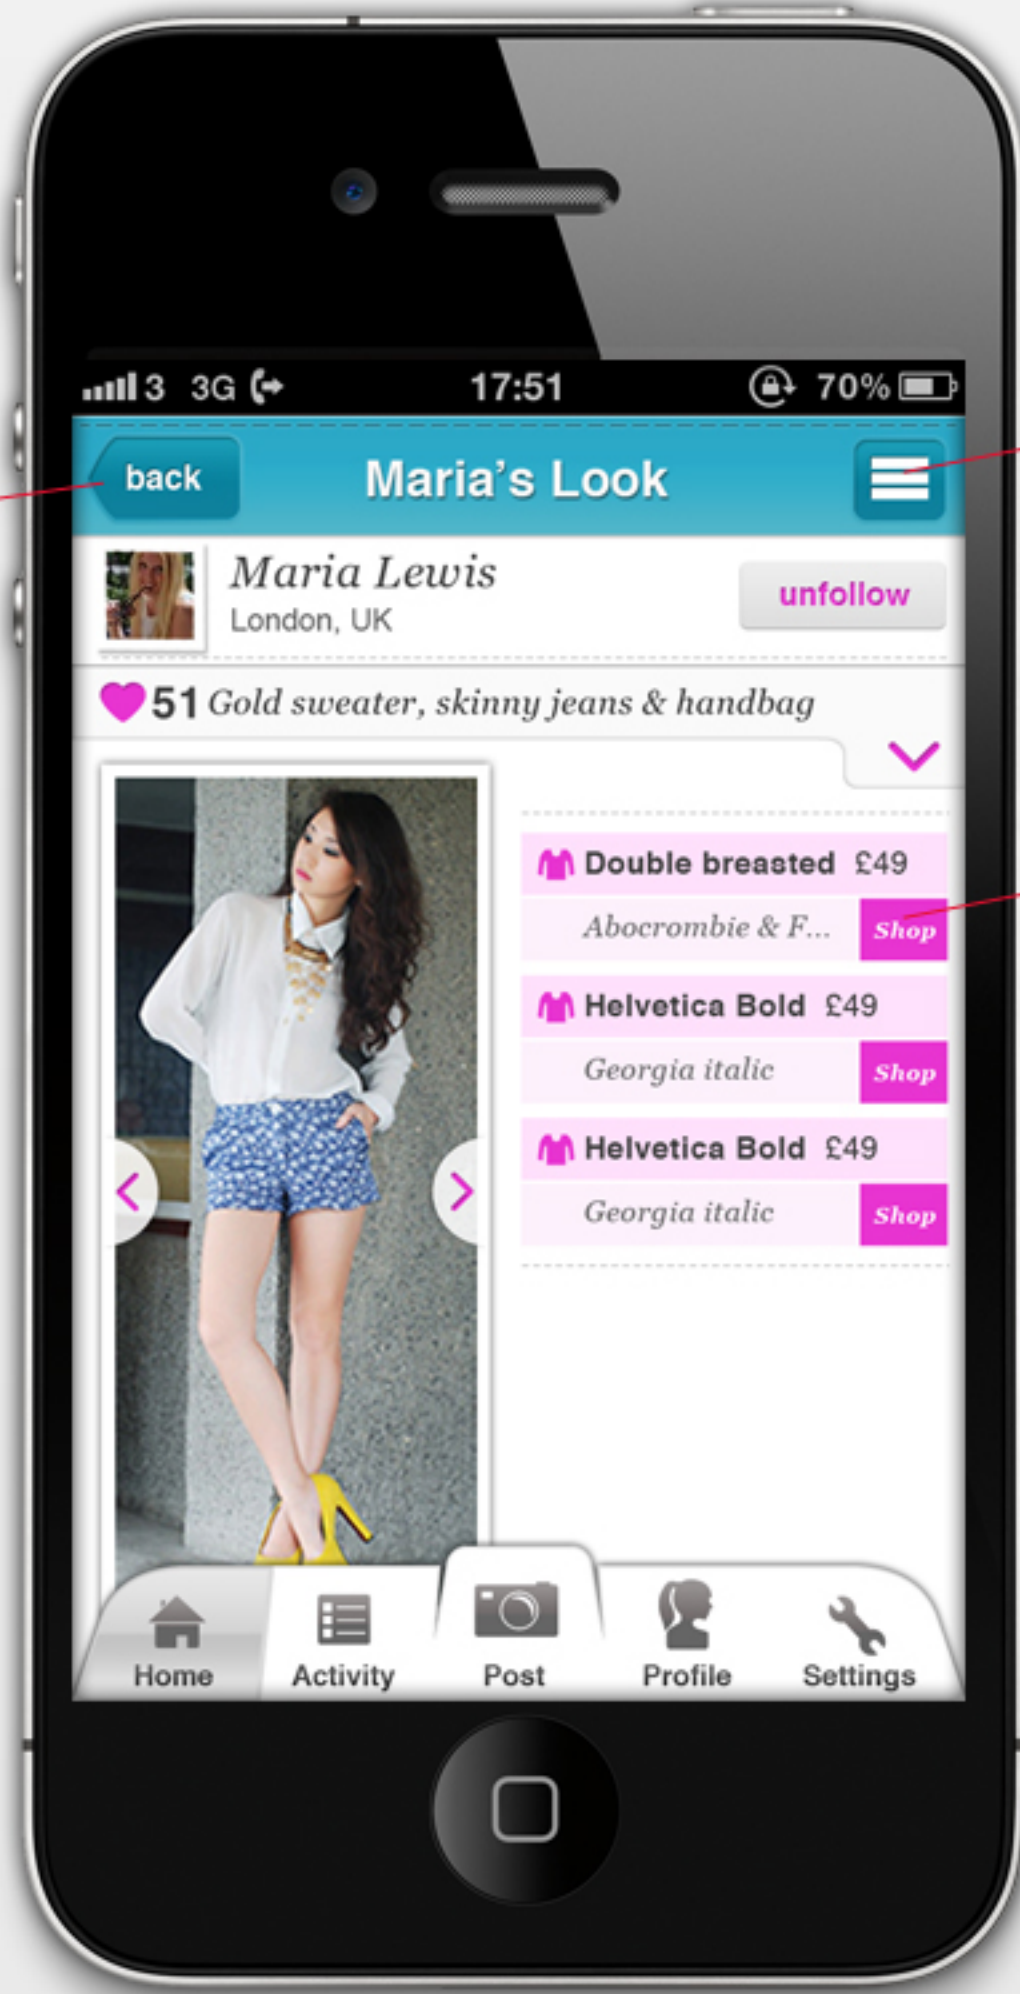 3 3G 17:51 70%
back Maria's Look
Maria Lewis
London, UK
unfollow
51 Gold sweater, skinny jeans & handbag
Double breasted £49
Abocrombie & F... Shop
Helvetica Bold £49
Georgia italic Shop
Helvetica Bold £49
Georgia italic Shop
Home Activity Post Profile Settings